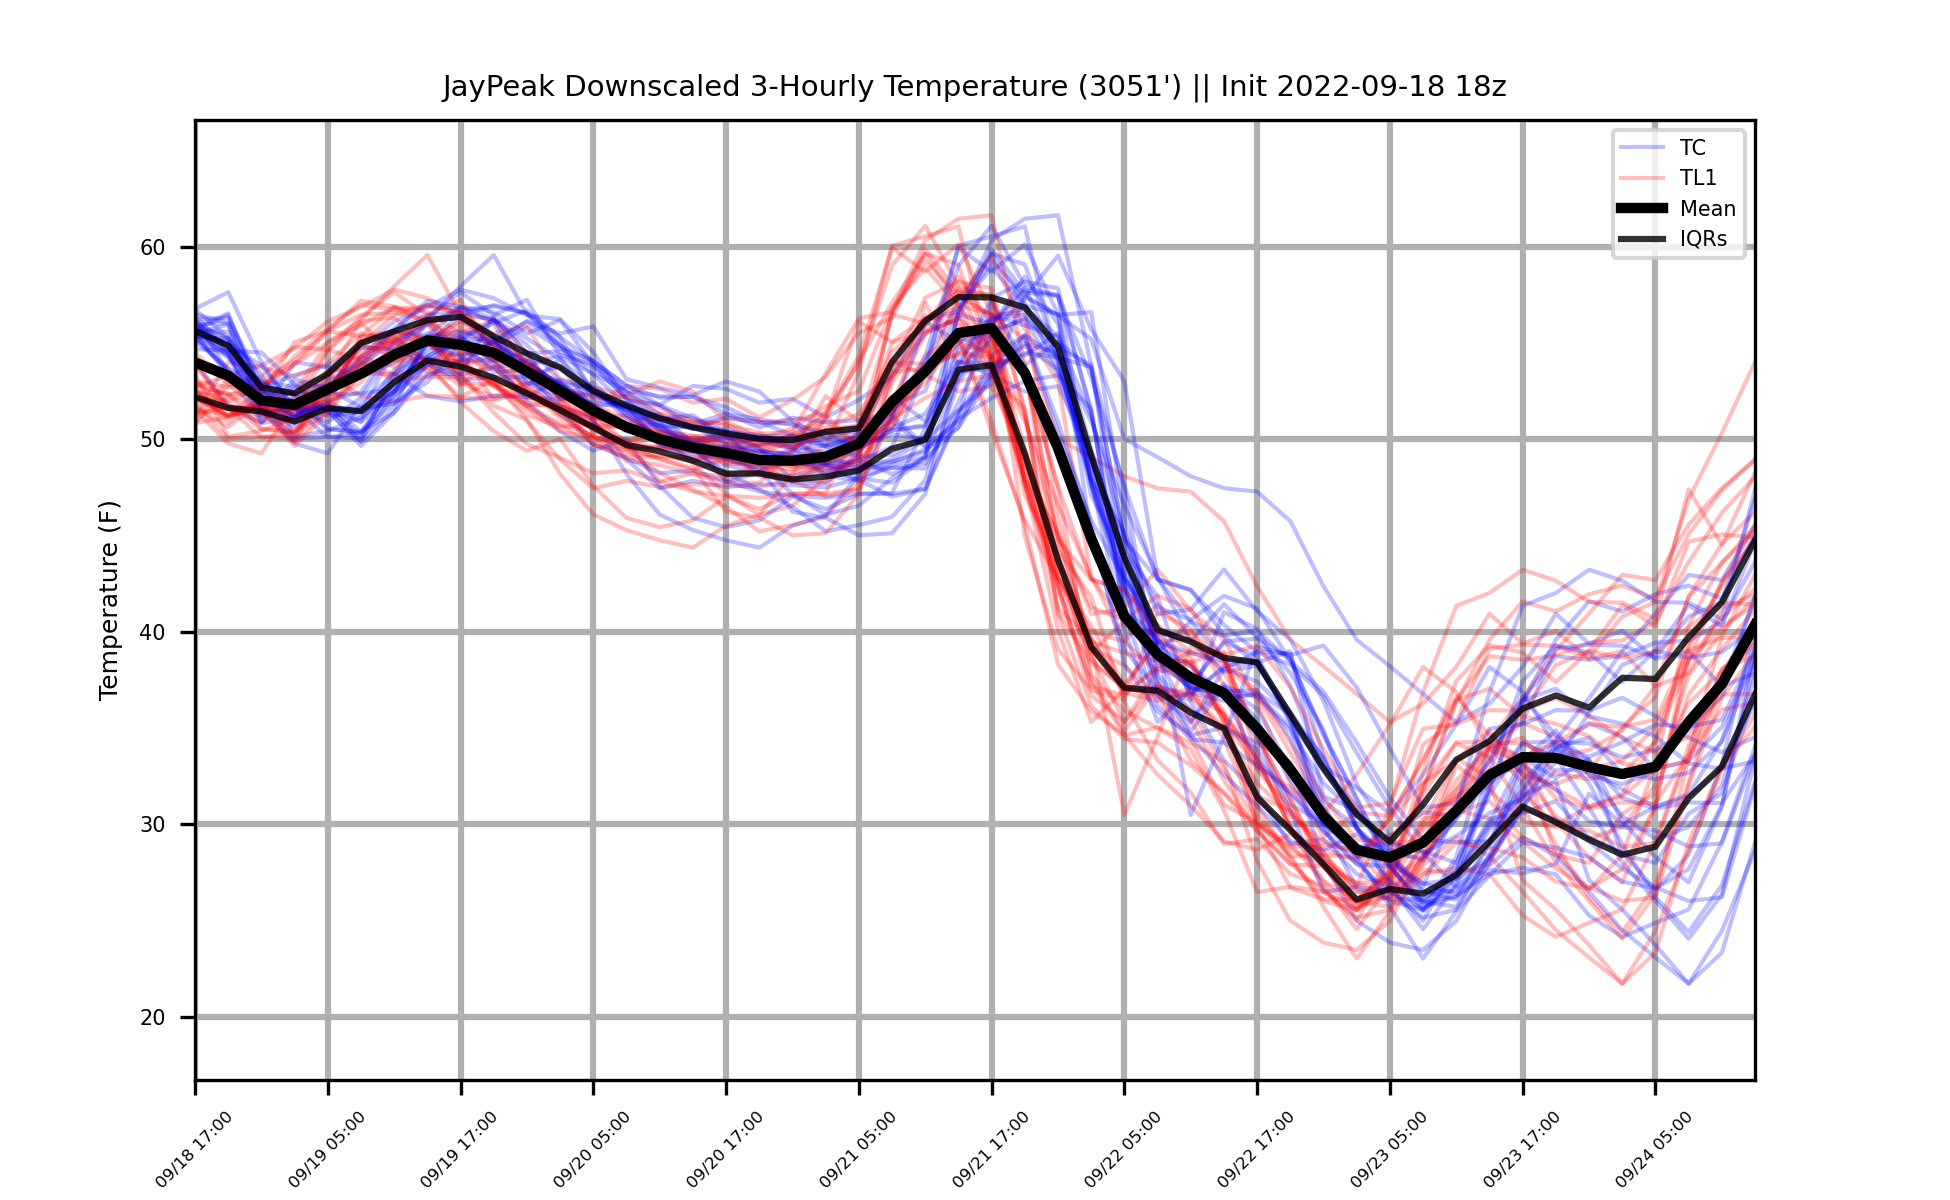 JayPeak Downscaled 3-Hourly Temperature (3051') || Init 2022-09-18 18z
TC
TL1
Mean
IQRs
Temperature (F)
60
50
40
30
20
09/18 17:00
09/19 05:00
09/19 17:00
09/20 05:00
09/20 17:00
09/21 05:00
09/21 17:00
09/22 05:00
09/22 17:00
09/23 05:00
09/23 17:00
09/24 05:00